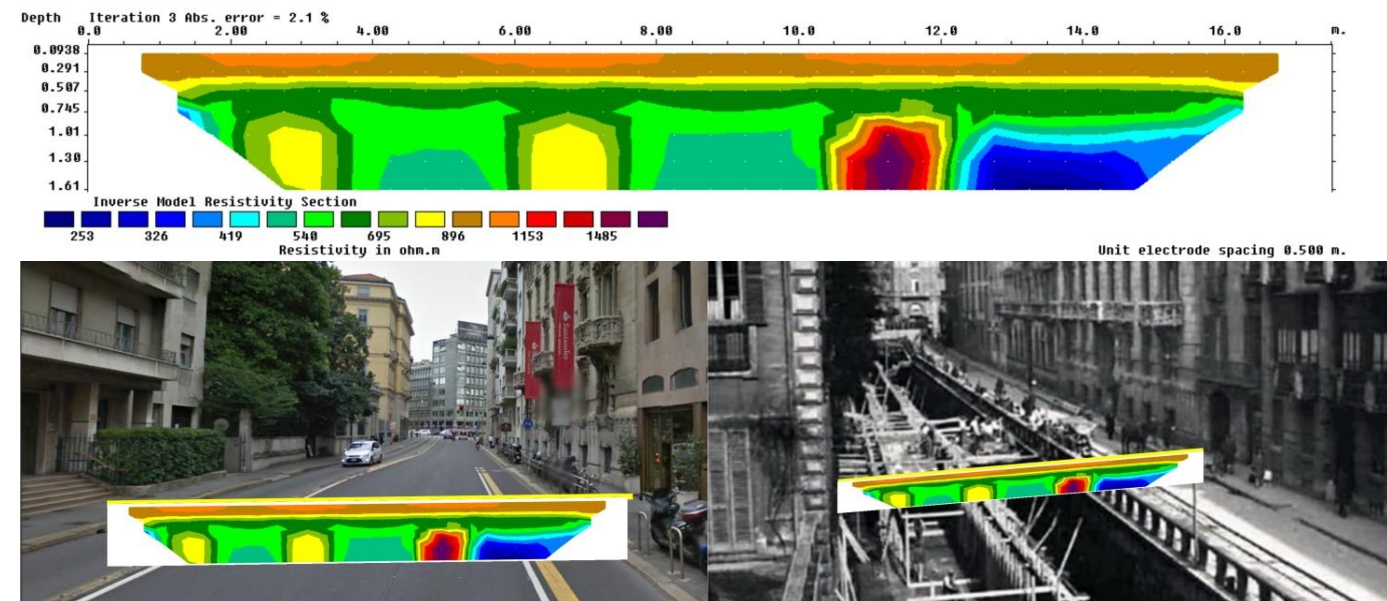 Depth Iteration 3 Abs. error = 2.1 %
0.0 2.00 4.00 6.00 8.00 10.0 12.0 14.0 16.0 m.
0.0938
0.291
0.507
0.745
1.01
1.30
1.61
Inverse Model Resistivity Section
253 326 419 540 695 896 1153 1485
Resistivity in ohm.m
Unit electrode spacing 0.500 m.
Santander